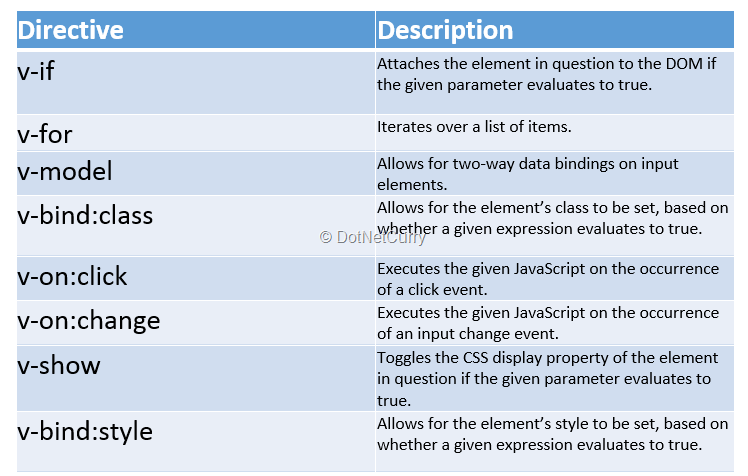 Directive Description
v-if
Attaches the element in question to the DOM if
the given parameter evaluates to true.
v-for
Iterates over a list of items.
v-model
Allows for two-way data bindings on input
elements.
v-bind:class
Allows for the element’s class to be set, based on
whether a given expression evaluates to true.
© DotNetCurry
v-on:click
Executes the given JavaScript on the occurrence
of a click event.
v-on:change
Executes the given JavaScript on the occurrence
of an input change event.
v-show
Toggles the CSS display property of the element
in question if the given parameter evaluates to
true.
v-bind:style
Allows for the element’s style to be set, based on
whether a given expression evaluates to true.